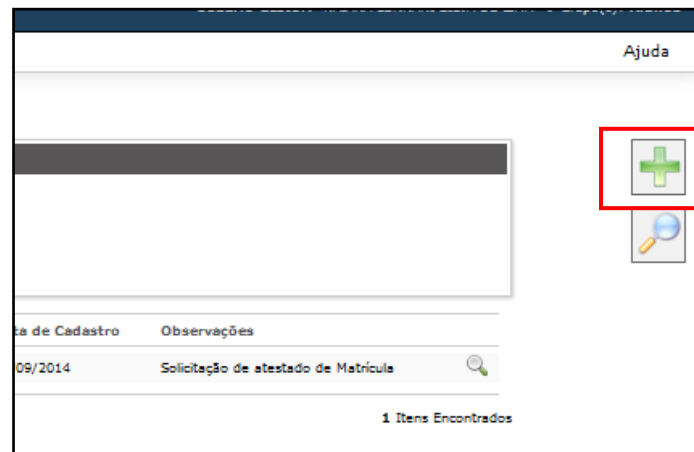 Ajuda
ta de Cadastro Observações
09/2014 Solicitação de atestado de Matrícula
1 Itens Encontrados